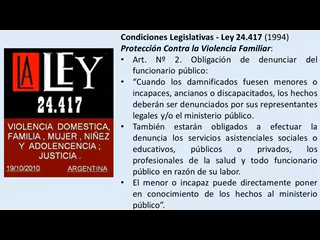 LA LEY
24.417
VIOLENCIA DOMESTICA,
FAMILIA , MUJER , NIÑEZ
Y ADOLENCENCIA ;
JUSTICIA .
19/10/2010 ARGENTINA
Condiciones Legislativas - Ley 24.417 (1994)
Protección Contra la Violencia Familiar:
• Art. Nº 2. Obligación de denunciar del
funcionario público:
• “Cuando los damnificados fuesen menores o
incapaces, ancianos o discapacitados, los hechos
deberán ser denunciados por sus representantes
legales y/o el ministerio público.
• También estarán obligados a efectuar la
denuncia los servicios asistenciales sociales o
educativos, públicos o privados, los
profesionales de la salud y todo funcionario
público en razón de su labor.
• El menor o incapaz puede directamente poner
en conocimiento de los hechos al ministerio
público”.